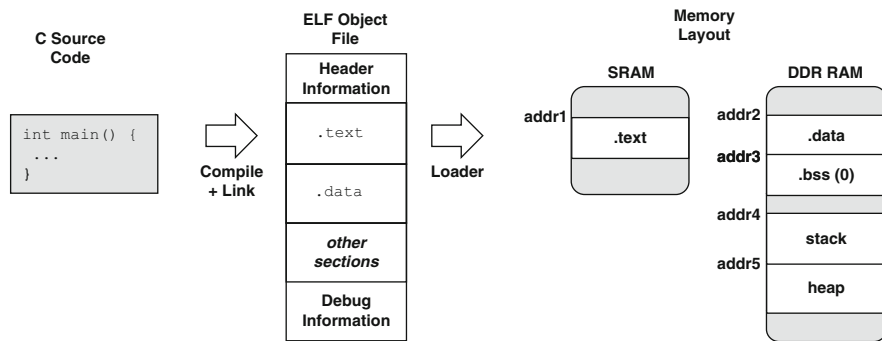 C Source
Code
int main() {
...
}
Compile
+ Link
ELF Object
File
Header
Information
.text
.data
other
sections
Debug
Information
Loader
Memory
Layout
SRAM
addr1
.text
DDR RAM
addr2
.data
addr3
.bss (0)
addr4
stack
addr5
heap